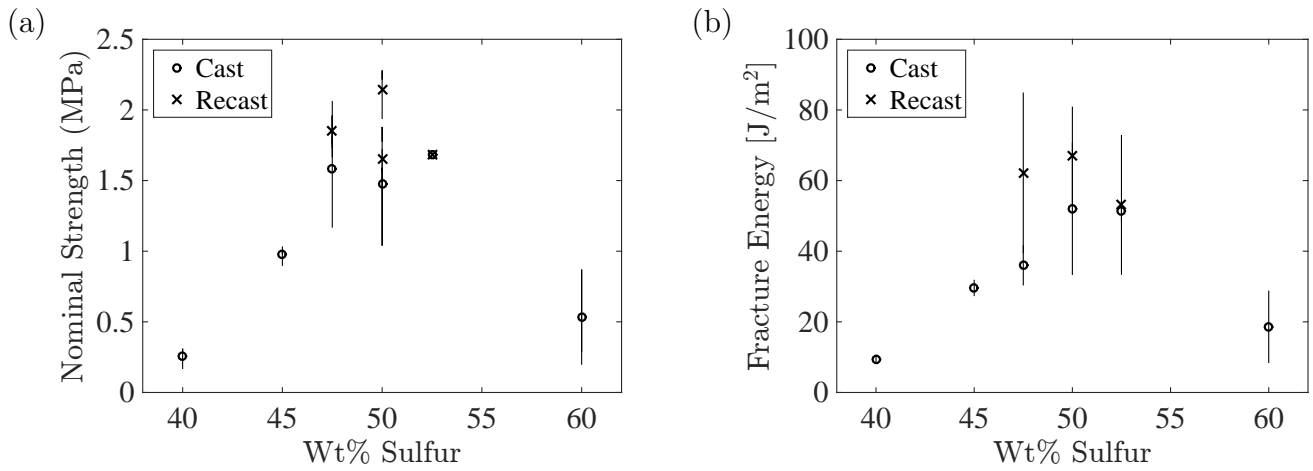 (a)
Nominal Strength (MPa)
2.5
2
1.5
1
0.5
0
Cast
Recast
40 45 50 55 60
Wt% Sulfur
(b)
Fracture Energy [J/m²]
100
80
60
40
20
0
Cast
Recast
40 45 50 55 60
Wt% Sulfur